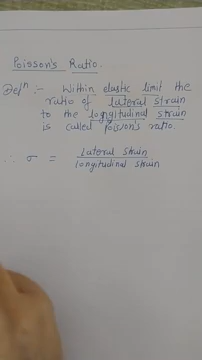 Poisson's Ratio.
Defⁿ :- Within elastic limit the
ratio of lateral strain
to the longitudinal strain
is called poision's ratio.
∴ σ = Lateral strain / longitudinal strain